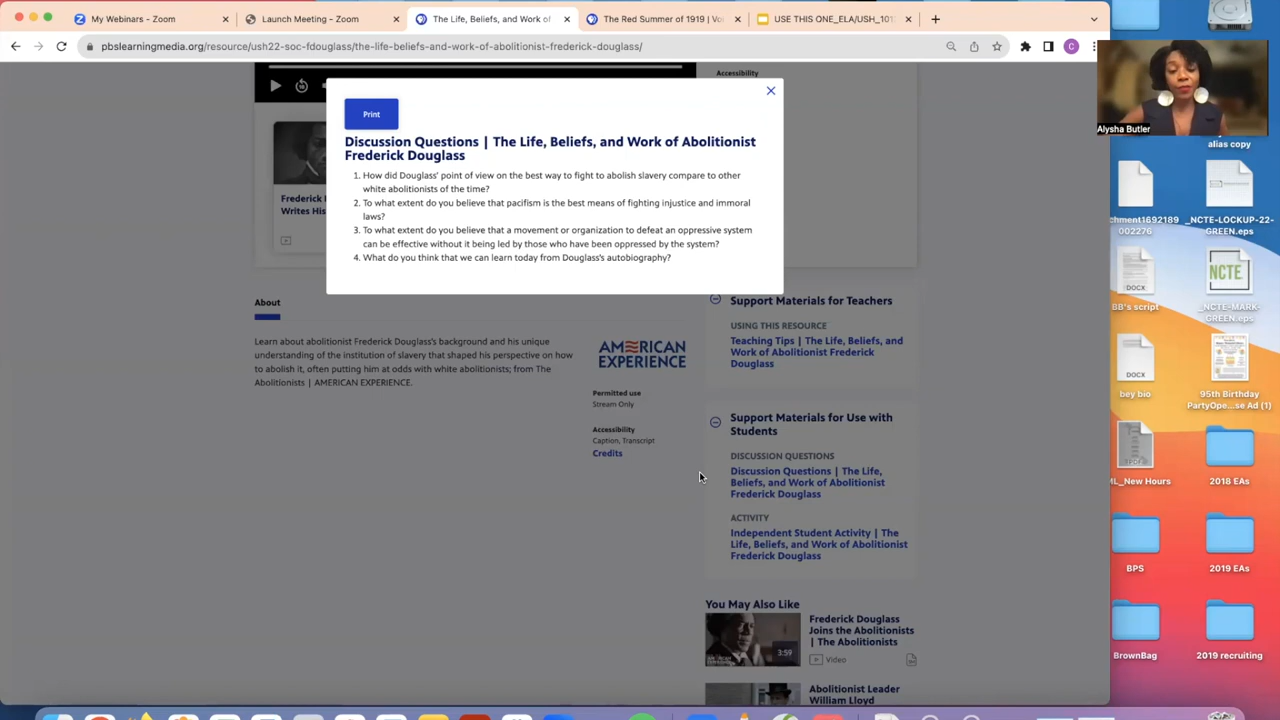 My Webinars - Zoom
Launch Meeting - Zoom
The Life, Beliefs, and Work of
The Red Summer of 1919 | Vo
USE THIS ONE_ELA/USH_101
pbslearningmedia.org/resource/ush22-soc-fdouglass/the-life-beliefs-and-work-of-abolitionist-frederick-douglass/
C
Accessibility
Print
Discussion Questions | The Life, Beliefs, and Work of Abolitionist
Frederick Douglass
1. How did Douglass' point of view on the best way to fight to abolish slavery compare to other
white abolitionists of the time?
2. To what extent do you believe that pacifism is the best means of fighting injustice and immoral
laws?
3. To what extent do you believe that a movement or organization to defeat an oppressive system
can be effective without it being led by those who have been oppressed by the system?
4. What do you think that we can learn today from Douglass's autobiography?
Frederick
Writes His
About
Learn about abolitionist Frederick Douglass's background and his unique
understanding of the institution of slavery that shaped his perspective on how
to abolish it, often putting him at odds with white abolitionists; from The
Abolitionists | AMERICAN EXPERIENCE.
AMERICAN
EXPERIENCE
Permitted use
Stream Only
Accessibility
Caption, Transcript
Credits
Support Materials for Teachers
USING THIS RESOURCE
Teaching Tips | The Life, Beliefs, and
Work of Abolitionist Frederick
Douglass
Support Materials for Use with
Students
DISCUSSION QUESTIONS
Discussion Questions | The Life,
Beliefs, and Work of Abolitionist
Frederick Douglass
ACTIVITY
Independent Student Activity | The
Life, Beliefs, and Work of Abolitionist
Frederick Douglass
You May Also Like
3:59
Frederick Douglass
Joins the Abolitionists
| The Abolitionists
Video
Abolitionist Leader
William Lloyd
Alysha Butler
alias copy
chment1692189
002276
_NCTE-LOCKUP-22-
GREEN.eps
DOCX
BB's script
NCTE
_NCTE-MARK-
GREEN.eps
DOCX
bey bio
95th Birthday
PartyOpe...se Ad (1)
ML_New Hours
2018 EAs
BPS
2019 EAs
BrownBag
2019 recruiting